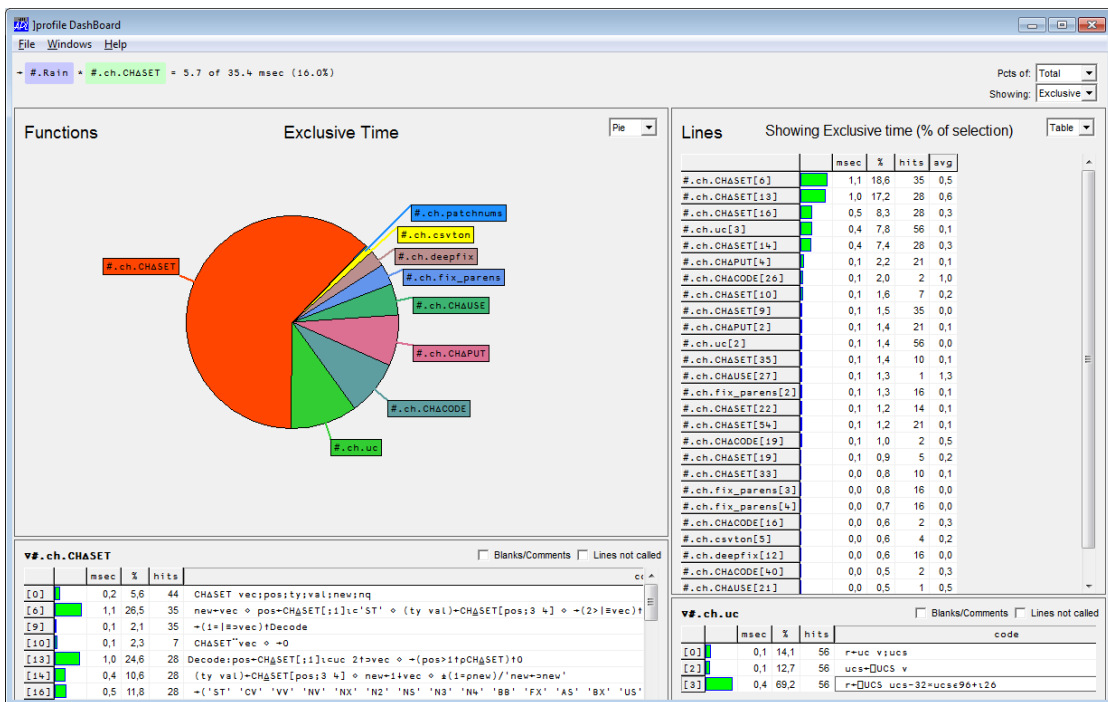 ]profile DashBoard
File Windows Help
→ #.Rain * #.ch.CH∆SET = 5.7 of 35.4 msec (16.0%)
Pcts of: Total
Showing: Exclusive
Functions Exclusive Time Pie
#.ch.patchnums
#.ch.csvton
#.ch.deepfix
#.ch.CH∆SET
#.ch.fix_parens
#.ch.CH∆USE
#.ch.CH∆PUT
#.ch.CH∆CODE
#.ch.uc
Lines Showing Exclusive time (% of selection) Table
msec % hits avg
#.ch.CH∆SET[6] 1,1 18,6 35 0,5
#.ch.CH∆SET[13] 1,0 17,2 28 0,6
#.ch.CH∆SET[16] 0,5 8,3 28 0,3
#.ch.uc[3] 0,4 7,8 56 0,1
#.ch.CH∆SET[14] 0,4 7,4 28 0,3
#.ch.CH∆PUT[4] 0,1 2,2 21 0,1
#.ch.CH∆CODE[26] 0,1 2,0 2 1,0
#.ch.CH∆SET[10] 0,1 1,6 7 0,2
#.ch.CH∆SET[9] 0,1 1,5 35 0,0
#.ch.CH∆PUT[2] 0,1 1,4 21 0,1
#.ch.uc[2] 0,1 1,4 56 0,0
#.ch.CH∆SET[35] 0,1 1,4 10 0,1
#.ch.CH∆USE[27] 0,1 1,3 1 1,3
#.ch.fix_parens[2] 0,1 1,3 16 0,1
#.ch.CH∆SET[22] 0,1 1,2 14 0,1
#.ch.CH∆SET[54] 0,1 1,2 21 0,1
#.ch.CH∆CODE[19] 0,1 1,0 2 0,5
#.ch.CH∆SET[19] 0,1 0,9 5 0,2
#.ch.CH∆SET[33] 0,0 0,8 10 0,1
#.ch.fix_parens[3] 0,0 0,8 16 0,0
#.ch.fix_parens[4] 0,0 0,7 16 0,0
#.ch.CH∆CODE[16] 0,0 0,6 2 0,3
#.ch.csvton[5] 0,0 0,6 4 0,2
#.ch.deepfix[12] 0,0 0,6 16 0,0
#.ch.CH∆CODE[40] 0,0 0,5 2 0,3
#.ch.CH∆USE[21] 0,0 0,5 1 0,5
∇#.ch.CH∆SET Blanks/Comments Lines not called
msec % hits
[0] 0,2 5,6 44 CH∆SET vec;pos;ty;val;new;nq
[6] 1,1 26,5 35 new←vec ⋄ pos←CH∆SET[;1]⍳⊂'ST' ⋄ (ty val)←CH∆SET[pos;3 4] ⋄ →(2>|≡vec)↑
[9] 0,1 2,1 35 →(1=|≡⊃vec)↑Decode
[10] 0,1 2,3 7 CH∆SET¨vec ⋄ →0
[13] 1,0 24,6 28 Decode:pos←CH∆SET[;1]⍳⊂uc 2↑⊃vec ⋄ →(pos>1↑⍴CH∆SET)↑0
[14] 0,4 10,6 28 (ty val)←CH∆SET[pos;3 4] ⋄ new←1↓vec ⋄ ⍎(1=⍴new)/'new←⊃new'
[16] 0,5 11,8 28 →('ST' 'CV' 'VV' 'NV' 'NX' 'N2' 'NS' 'N3' 'N4' 'BB' 'FX' 'AS' 'BX' 'US'
∇#.ch.uc Blanks/Comments Lines not called
msec % hits code
[0] 0,1 14,1 56 r←uc v;ucs
[2] 0,1 12,7 56 ucs←⎕UCS v
[3] 0,4 69,2 56 r←⎕UCS ucs-32×ucs∊96+⍳26